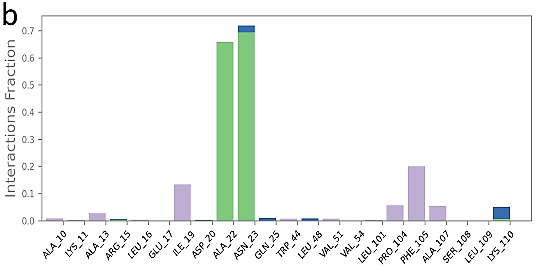 b
Interactions Fraction
0.7
0.6
0.5
0.4
0.3
0.2
0.1
0.0
ALA_10 LYS_11 ALA_13 ARG_15 LEU_16 GLU_17 ILE_19 ASP_20 ALA_22 ASN_23 GLN_25 TRP_44 LEU_48 VAL_51 VAL_54 LEU_101 PRO_104 PHE_105 ALA_107 SER_108 LEU_109 LYS_110